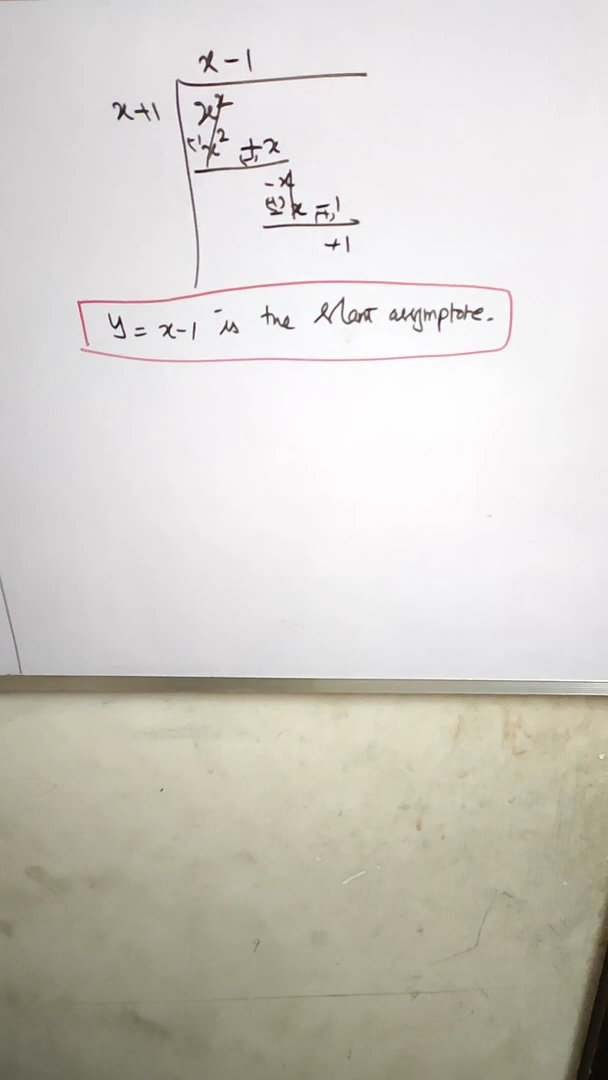 x - 1
x+1 x²
(-) x² (-)+ x
-x
(+)- x (+)- 1
+1
y = x-1 is the slant asymptote.